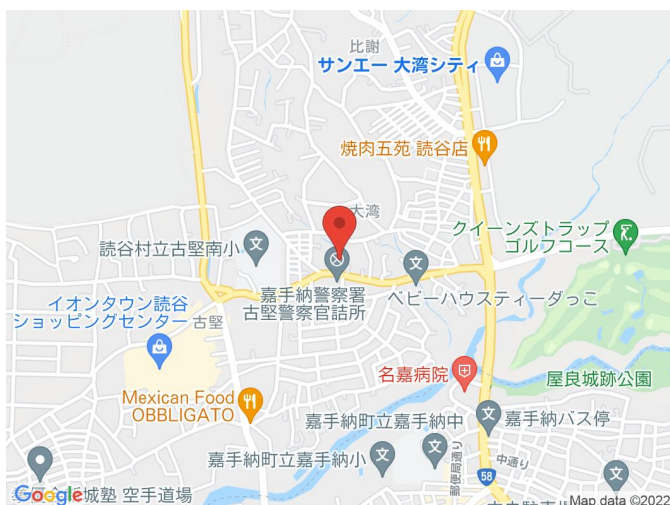 比謝
サンエー 大湾シティ
焼肉五苑 読谷店
大湾
クイーンズトラップ
ゴルフコース
読谷村立古堅南小
嘉手納警察署
古堅警察官詰所
ベビーハウスティーダっこ
イオンタウン読谷
ショッピングセンター
古堅
名嘉病院
屋良城跡公園
Mexican Food
OBBLIGATO
嘉手納町立嘉手納中
嘉手納バス停
嘉手納町立嘉手納小
郵便局通り
中通り
58
城塾 空手道場
Google
Map data ©2022